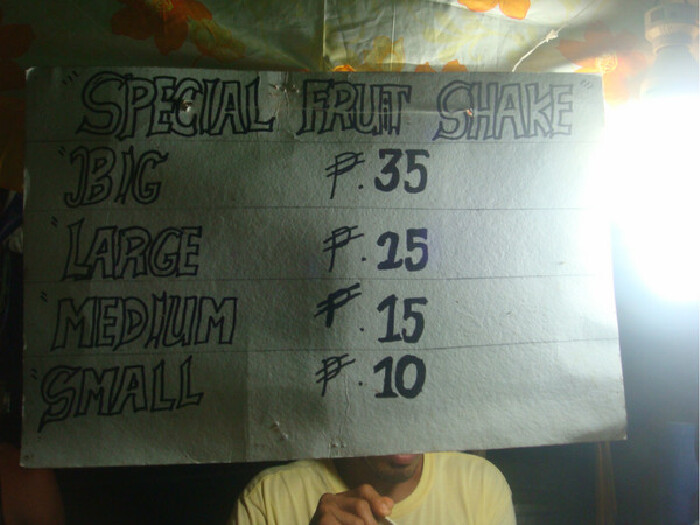 "SPECIAL FRUIT SHAKE"
"BIG ₱. 35
"LARGE ₱. 25
"MEDIUM ₱. 15
"SMALL ₱. 10